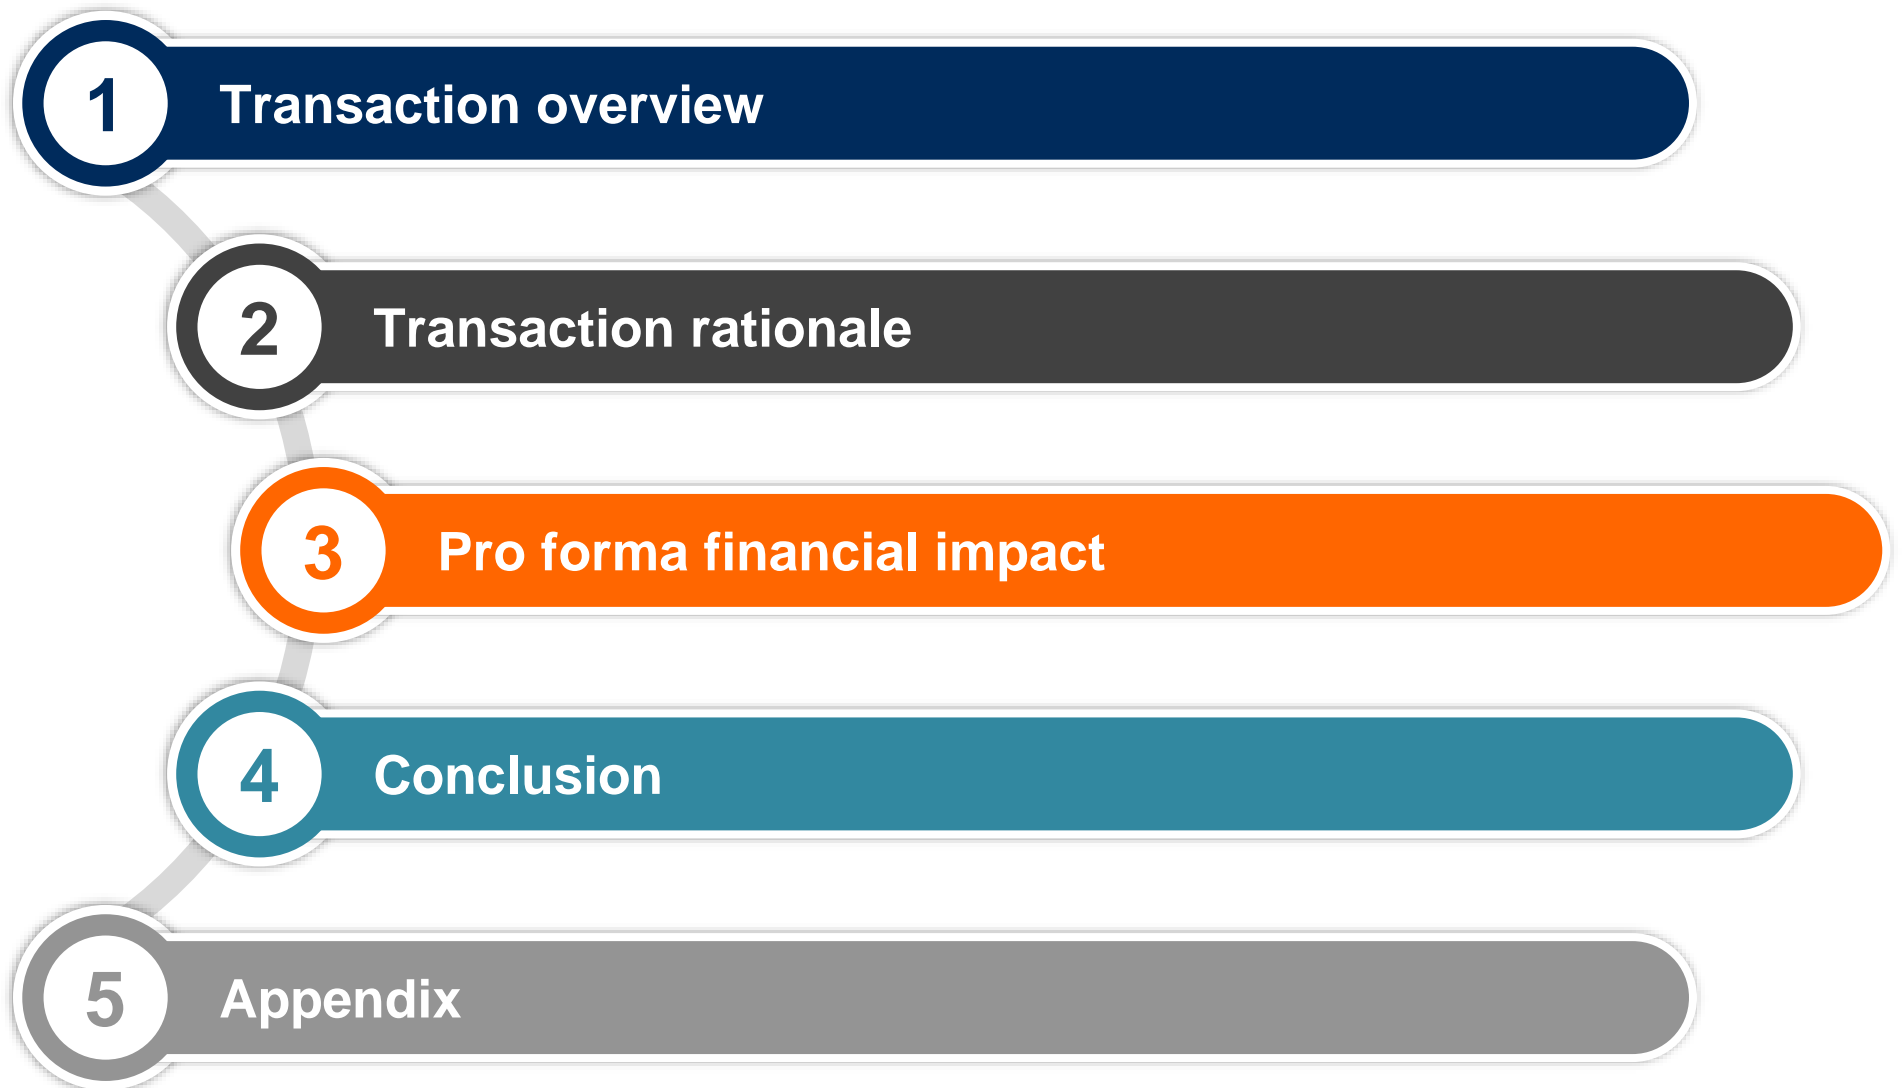 1 Transaction overview
2 Transaction rationale
3 Pro forma financial impact
4 Conclusion
5 Appendix